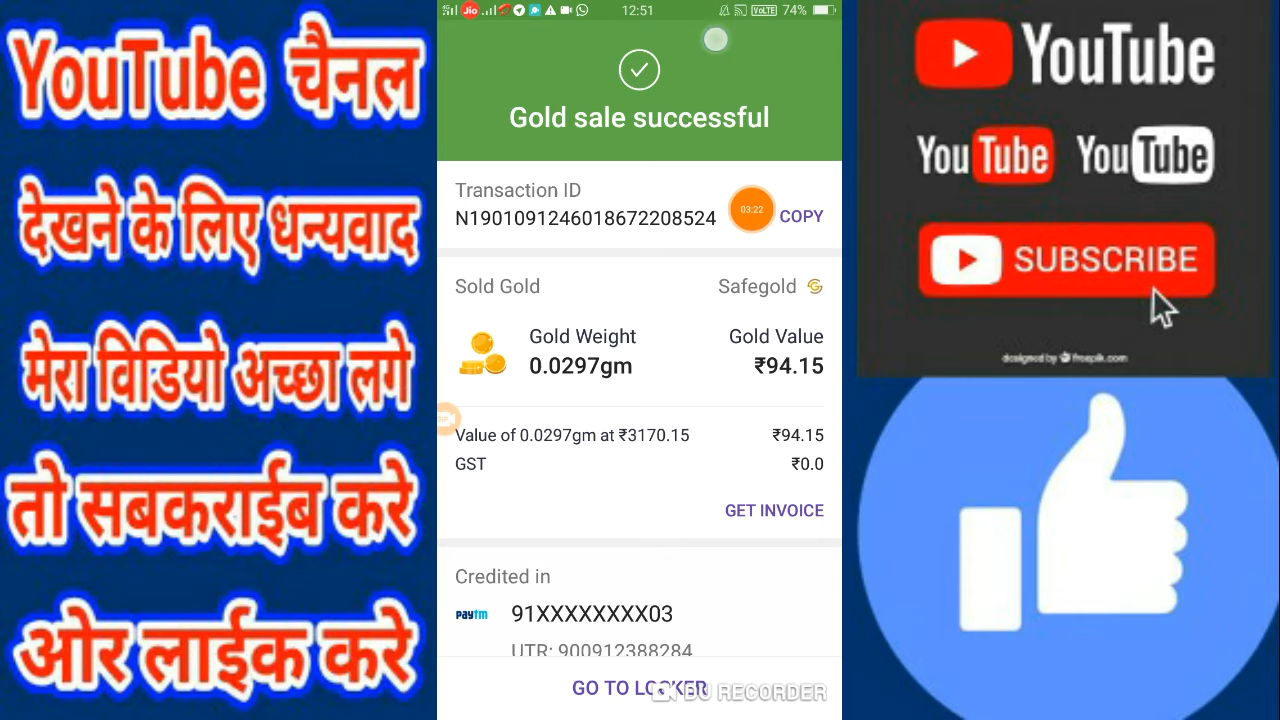 YouTube चैनल
देखने के लिए धन्यवाद
मेरा विडियो अच्छा लगे
तो सबकराईब करे
ओर लाईक करे
Jio 12:51 VoLTE 74%
Gold sale successful
Transaction ID
N1901091246018672208524 03:22 COPY
Sold Gold Safegold
Gold Weight Gold Value
0.0297gm ₹94.15
Value of 0.0297gm at ₹3170.15 ₹94.15
GST ₹0.0
GET INVOICE
Credited in
paytm 91XXXXXXXX03
UTR: 900912388284
GO TO LOCKER
DU RECORDER
YouTube
YouTube YouTube
SUBSCRIBE
designed by freepik.com